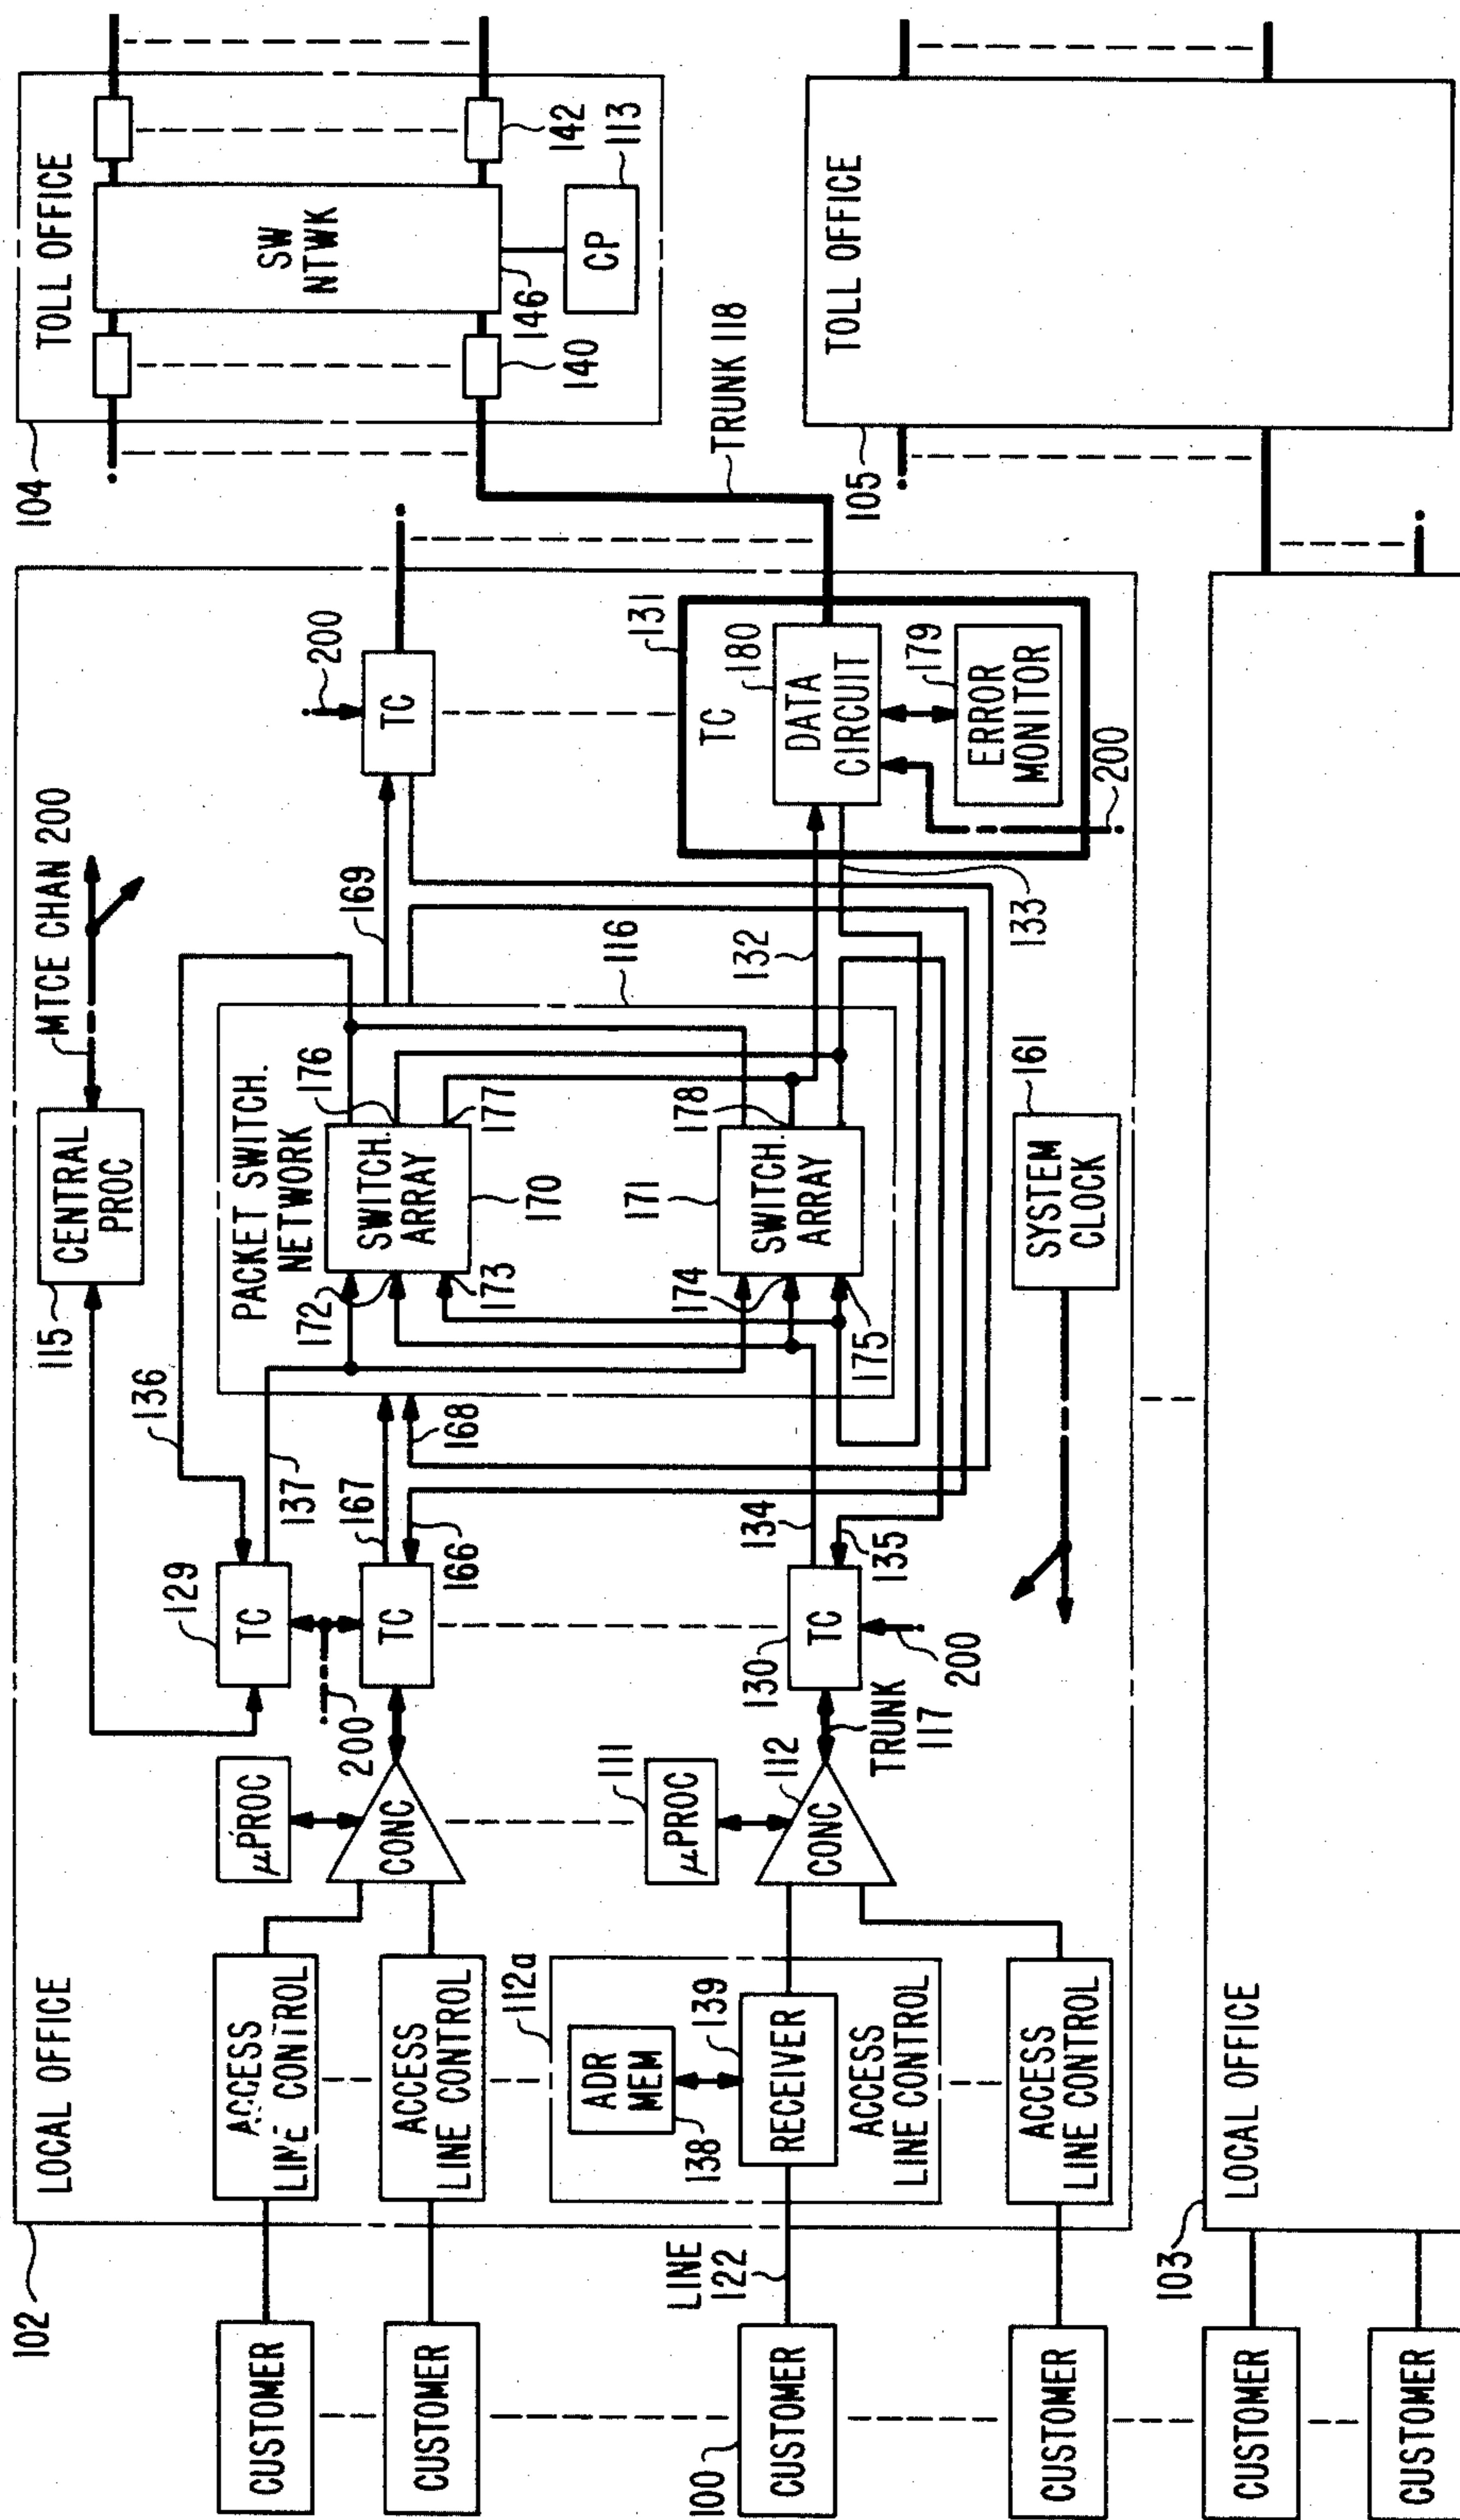 102
LOCAL OFFICE
CUSTOMER
ACCESS
LINE CONTROL
μPROC
CONC
200
129
TC
136
137
115
CENTRAL
PROC
MTCE CHAN 200
CUSTOMER
ACCESS
LINE CONTROL
TC
166
167
168
PACKET SWITCH.
NETWORK
116
169
TC
200
172
173
SWITCH.
ARRAY
170
176
177
100
CUSTOMER
LINE
122
112a
ADR
MEM
138
139
RECEIVER
ACCESS
LINE CONTROL
111
μPROC
112
CONC
TRUNK
117
130
TC
200
134
135
174
175
171
SWITCH.
ARRAY
178
132
133
131
TC
180
DATA
CIRCUIT
179
ERROR
MONITOR
200
CUSTOMER
ACCESS
LINE CONTROL
SYSTEM
CLOCK
161
104
TOLL OFFICE
SW
NTWK
140
146
142
CP
113
TRUNK 118
105
TOLL OFFICE
103
LOCAL OFFICE
CUSTOMER
CUSTOMER